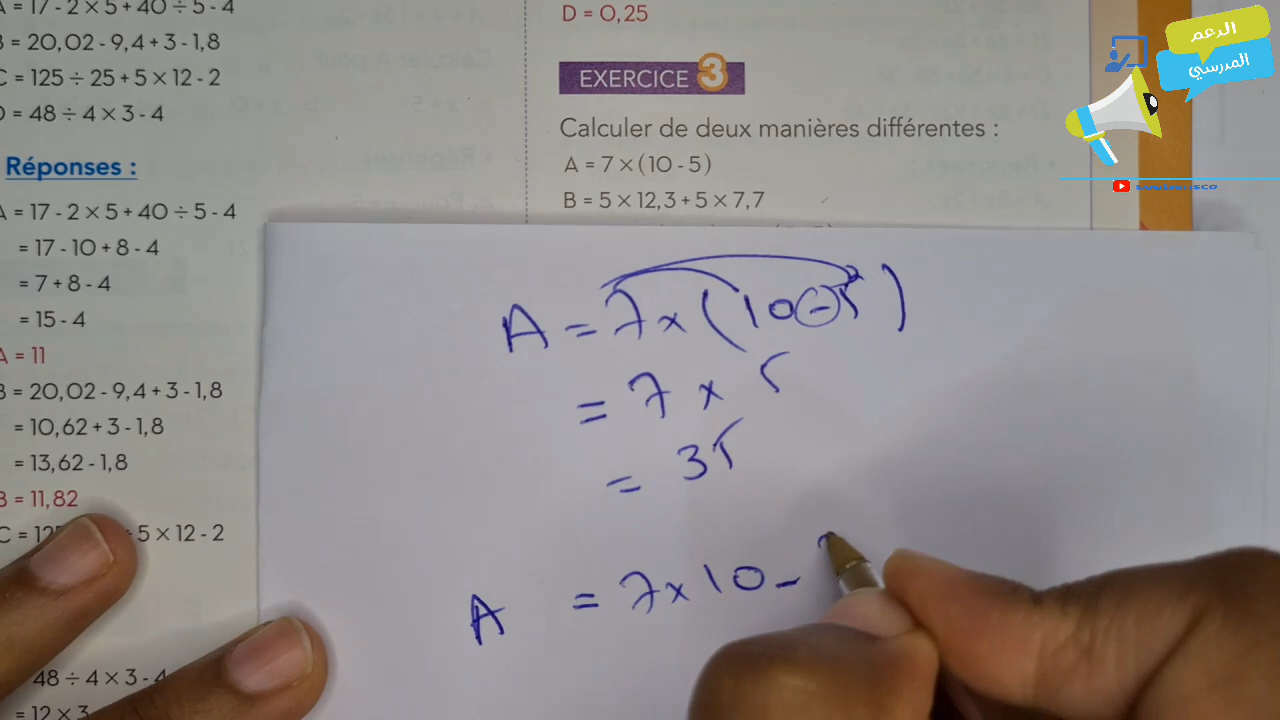 A = 17 - 2 × 5 + 40 ÷ 5 - 4
B = 20,02 - 9,4 + 3 - 1,8
C = 125 ÷ 25 + 5 × 12 - 2
D = 48 ÷ 4 × 3 - 4
Réponses :
A = 17 - 2 × 5 + 40 ÷ 5 - 4
= 17 - 10 + 8 - 4
= 7 + 8 - 4
= 15 - 4
A = 11
B = 20,02 - 9,4 + 3 - 1,8
= 10,62 + 3 - 1,8
= 13,62 - 1,8
B = 11,82
C = 12
5 × 12 - 2
48 ÷ 4 × 3 - 4
= 12 × 3
D = 0,25
EXERCICE 3
Calculer de deux manières différentes :
A = 7 × (10 - 5)
B = 5 × 12,3 + 5 × 7,7
A = 7 × (10 - 5)
= 7 × 5
= 35
A = 7 × 10 -
الدعم
المدرسي